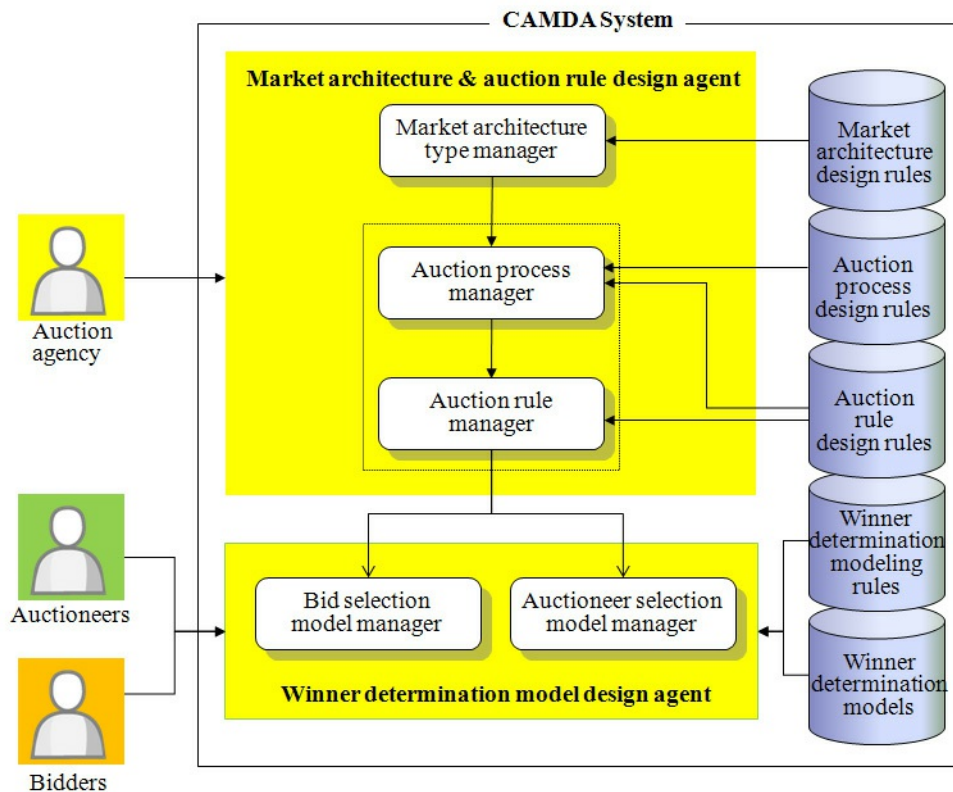 CAMDA System
Market architecture & auction rule design agent
Market architecture
type manager
Market
architecture
design rules
Auction process
manager
Auction
process
design rules
Auction
agency
Auction rule
manager
Auction
rule
design rules
Auctioneers
Bid selection
model manager
Auctioneer selection
model manager
Winner
determination
modeling
rules
Winner determination model design agent
Winner
determination
models
Bidders